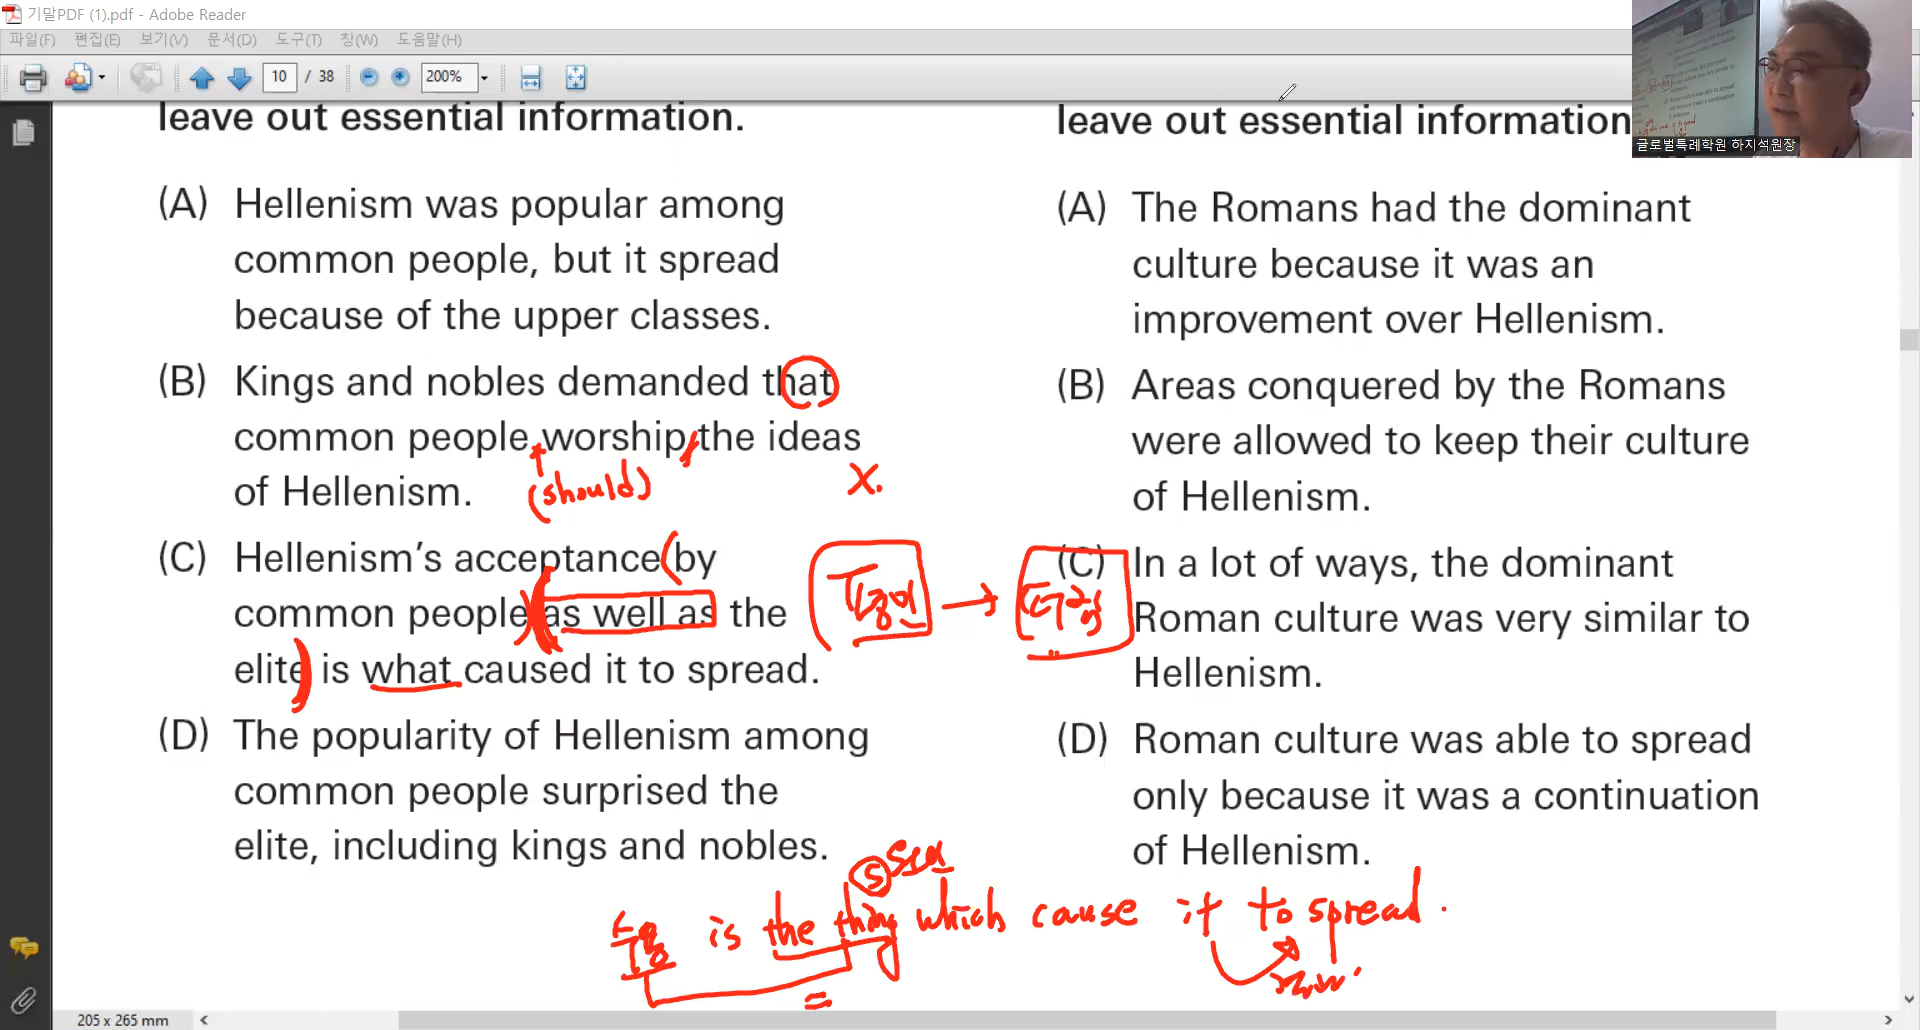 기말PDF (1).pdf - Adobe Reader
파일(F) 편집(E) 보기(V) 문서(D) 도구(T) 창(W) 도움말(H)
10 / 38 200%
글로벌특례학원 하지석원장
leave out essential information.
(A) Hellenism was popular among
common people, but it spread
because of the upper classes.
(B) Kings and nobles demanded that
common people worship the ideas
(should) X.
of Hellenism.
(C) Hellenism's acceptance (by
common people) (as well as the
elite) is what caused it to spread.
(D) The popularity of Hellenism among
common people surprised the
elite, including kings and nobles.
leave out essential information
(A) The Romans had the dominant
culture because it was an
improvement over Hellenism.
(B) Areas conquered by the Romans
were allowed to keep their culture
of Hellenism.
(C) In a lot of ways, the dominant
Roman culture was very similar to
Hellenism.
(D) Roman culture was able to spread
only because it was a continuation
of Hellenism.
is the thing which cause it to spread.
205 x 265 mm